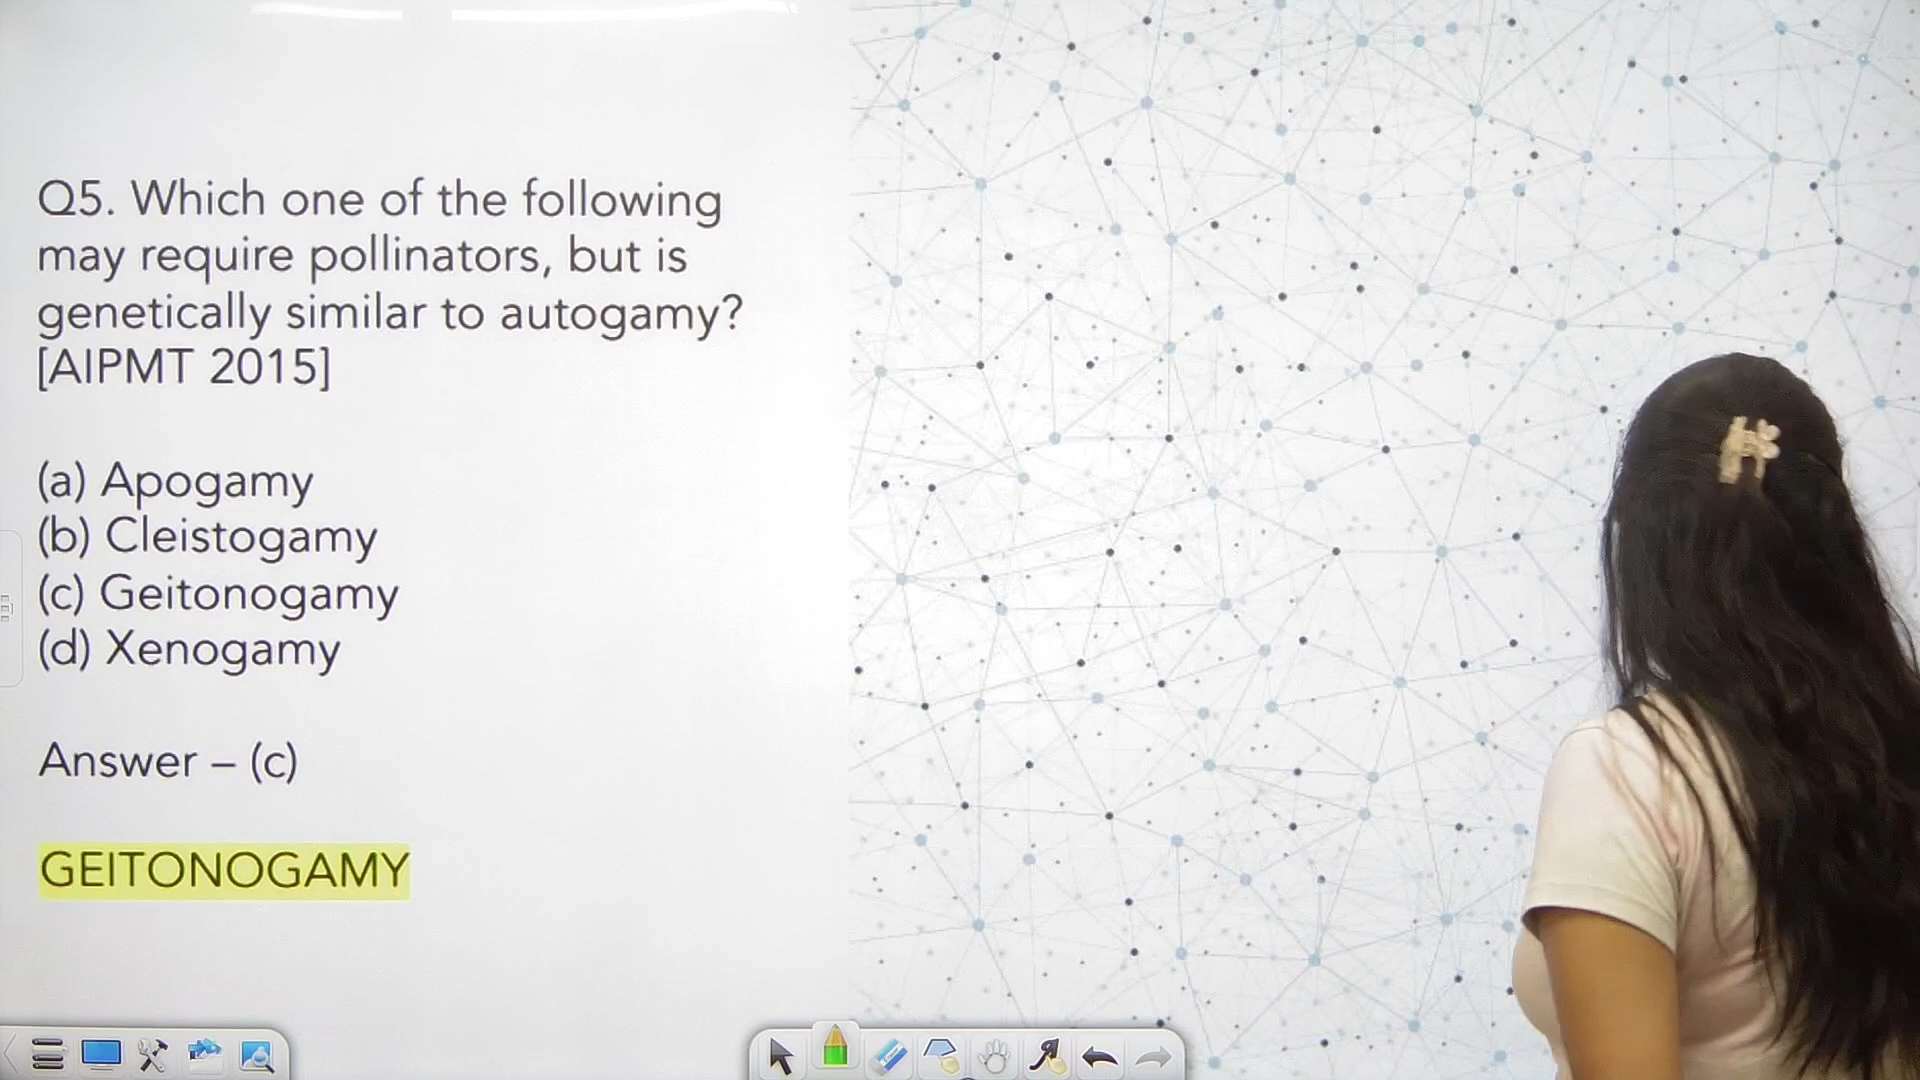 Q5. Which one of the following
may require pollinators, but is
genetically similar to autogamy?
[AIPMT 2015]
(a) Apogamy
(b) Cleistogamy
(c) Geitonogamy
(d) Xenogamy
Answer – (c)
GEITONOGAMY